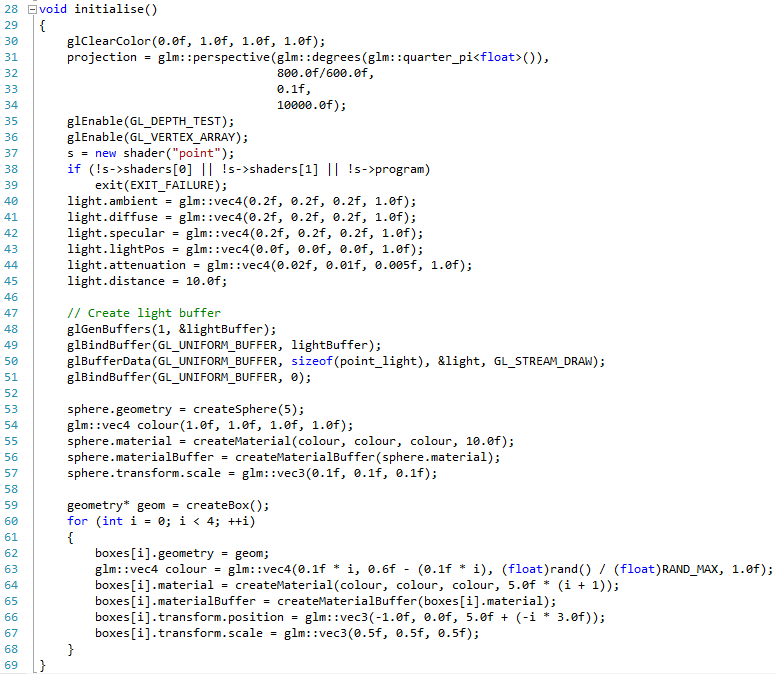 28 void initialise()
29 {
30     glClearColor(0.0f, 1.0f, 1.0f, 1.0f);
31     projection = glm::perspective(glm::degrees(glm::quarter_pi<float>()),
32                                   800.0f/600.0f,
33                                   0.1f,
34                                   10000.0f);
35     glEnable(GL_DEPTH_TEST);
36     glEnable(GL_VERTEX_ARRAY);
37     s = new shader("point");
38     if (!s->shaders[0] || !s->shaders[1] || !s->program)
39         exit(EXIT_FAILURE);
40     light.ambient = glm::vec4(0.2f, 0.2f, 0.2f, 1.0f);
41     light.diffuse = glm::vec4(0.2f, 0.2f, 0.2f, 1.0f);
42     light.specular = glm::vec4(0.2f, 0.2f, 0.2f, 1.0f);
43     light.lightPos = glm::vec4(0.0f, 0.0f, 0.0f, 1.0f);
44     light.attenuation = glm::vec4(0.02f, 0.01f, 0.005f, 1.0f);
45     light.distance = 10.0f;
46
47     // Create light buffer
48     glGenBuffers(1, &lightBuffer);
49     glBindBuffer(GL_UNIFORM_BUFFER, lightBuffer);
50     glBufferData(GL_UNIFORM_BUFFER, sizeof(point_light), &light, GL_STREAM_DRAW);
51     glBindBuffer(GL_UNIFORM_BUFFER, 0);
52
53     sphere.geometry = createSphere(5);
54     glm::vec4 colour(1.0f, 1.0f, 1.0f, 1.0f);
55     sphere.material = createMaterial(colour, colour, colour, 10.0f);
56     sphere.materialBuffer = createMaterialBuffer(sphere.material);
57     sphere.transform.scale = glm::vec3(0.1f, 0.1f, 0.1f);
58
59     geometry* geom = createBox();
60     for (int i = 0; i < 4; ++i)
61     {
62         boxes[i].geometry = geom;
63         glm::vec4 colour = glm::vec4(0.1f * i, 0.6f - (0.1f * i), (float)rand() / (float)RAND_MAX, 1.0f);
64         boxes[i].material = createMaterial(colour, colour, colour, 5.0f * (i + 1));
65         boxes[i].materialBuffer = createMaterialBuffer(boxes[i].material);
66         boxes[i].transform.position = glm::vec3(-1.0f, 0.0f, 5.0f + (-i * 3.0f));
67         boxes[i].transform.scale = glm::vec3(0.5f, 0.5f, 0.5f);
68     }
69 }